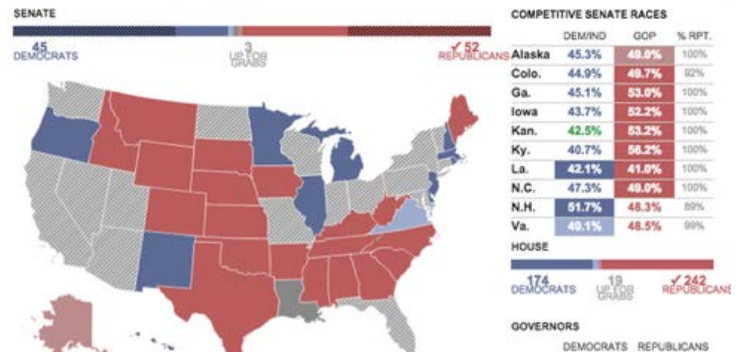 SENATE
45 3 ✓ 52
DEMOCRATS UP FOR GRABS REPUBLICANS
COMPETITIVE SENATE RACES
DEM/IND GOP % RPT.
Alaska 45.3% 49.0% 100%
Colo. 44.9% 49.7% 92%
Ga. 45.1% 53.0% 100%
Iowa 43.7% 52.2% 100%
Kan. 42.5% 53.2% 100%
Ky. 40.7% 56.2% 100%
La. 42.1% 41.0% 100%
N.C. 47.3% 49.0% 100%
N.H. 51.7% 48.3% 89%
Va. 49.1% 48.5% 99%
HOUSE
174 19 ✓ 242
DEMOCRATS UP FOR GRABS REPUBLICANS
GOVERNORS
DEMOCRATS REPUBLICANS